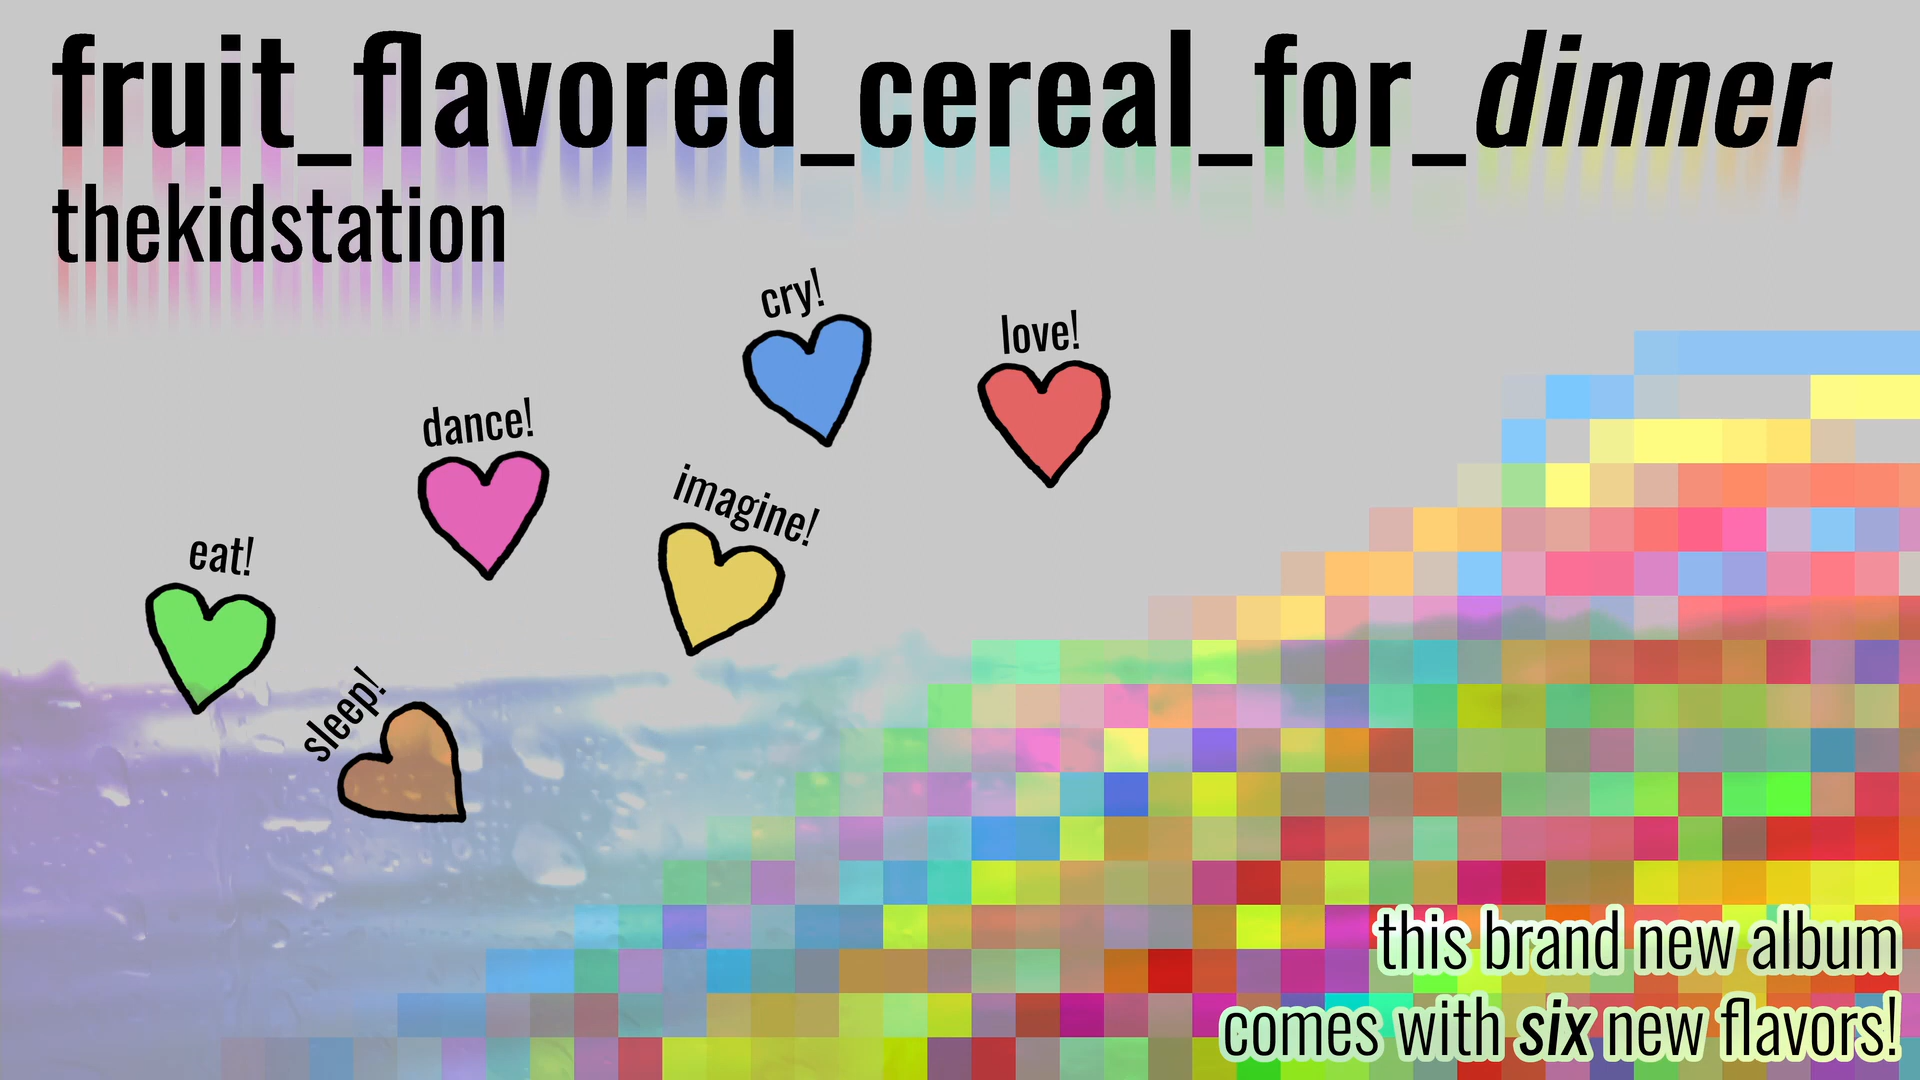 fruit_flavored_cereal_for_dinner
thekidstation
cry!
love!
dance!
imagine!
eat!
sleep!
this brand new album
comes with six new flavors!